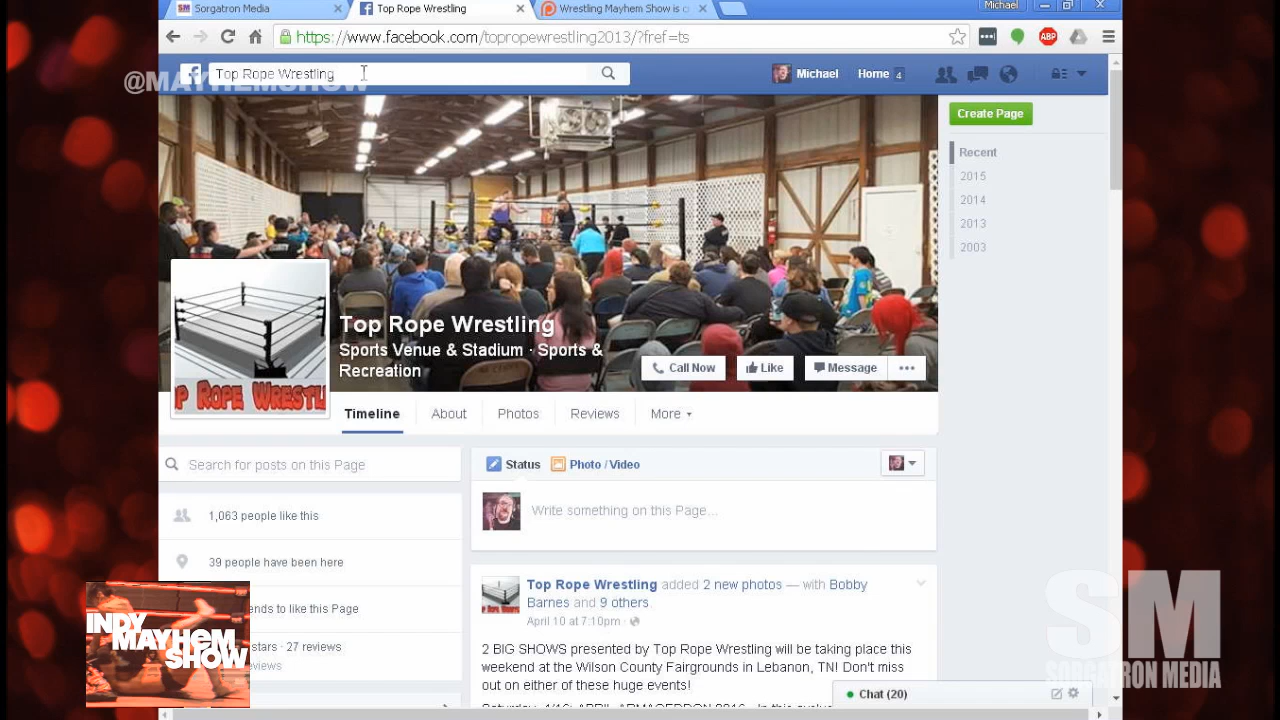 Sorgatron Media
Top Rope Wrestling
Wrestling Mayhem Show is c
Michael
https://www.facebook.com/topropewrestling2013/?fref=ts
ABP
Top Rope Wrestling
@MAYHEMSHOW
Michael
Home 4
Create Page
Recent
2015
2014
2013
2003
Top Rope Wrestling
Sports Venue & Stadium · Sports &
Recreation
Call Now
Like
Message
P ROPE WRESTL
Timeline
About
Photos
Reviews
More
Search for posts on this Page
Status
Photo / Video
Write something on this Page...
1,063 people like this
39 people have been here
ends to like this Page
stars · 27 reviews
views
INDY
MAYHEM
SHOW
Top Rope Wrestling added 2 new photos — with Bobby
Barnes and 9 others.
April 10 at 7:10pm ·
2 BIG SHOWS presented by Top Rope Wrestling will be taking place this
weekend at the Wilson County Fairgrounds in Lebanon, TN! Don't miss
out on either of these huge events!
Chat (20)
SM
SORGATRON MEDIA